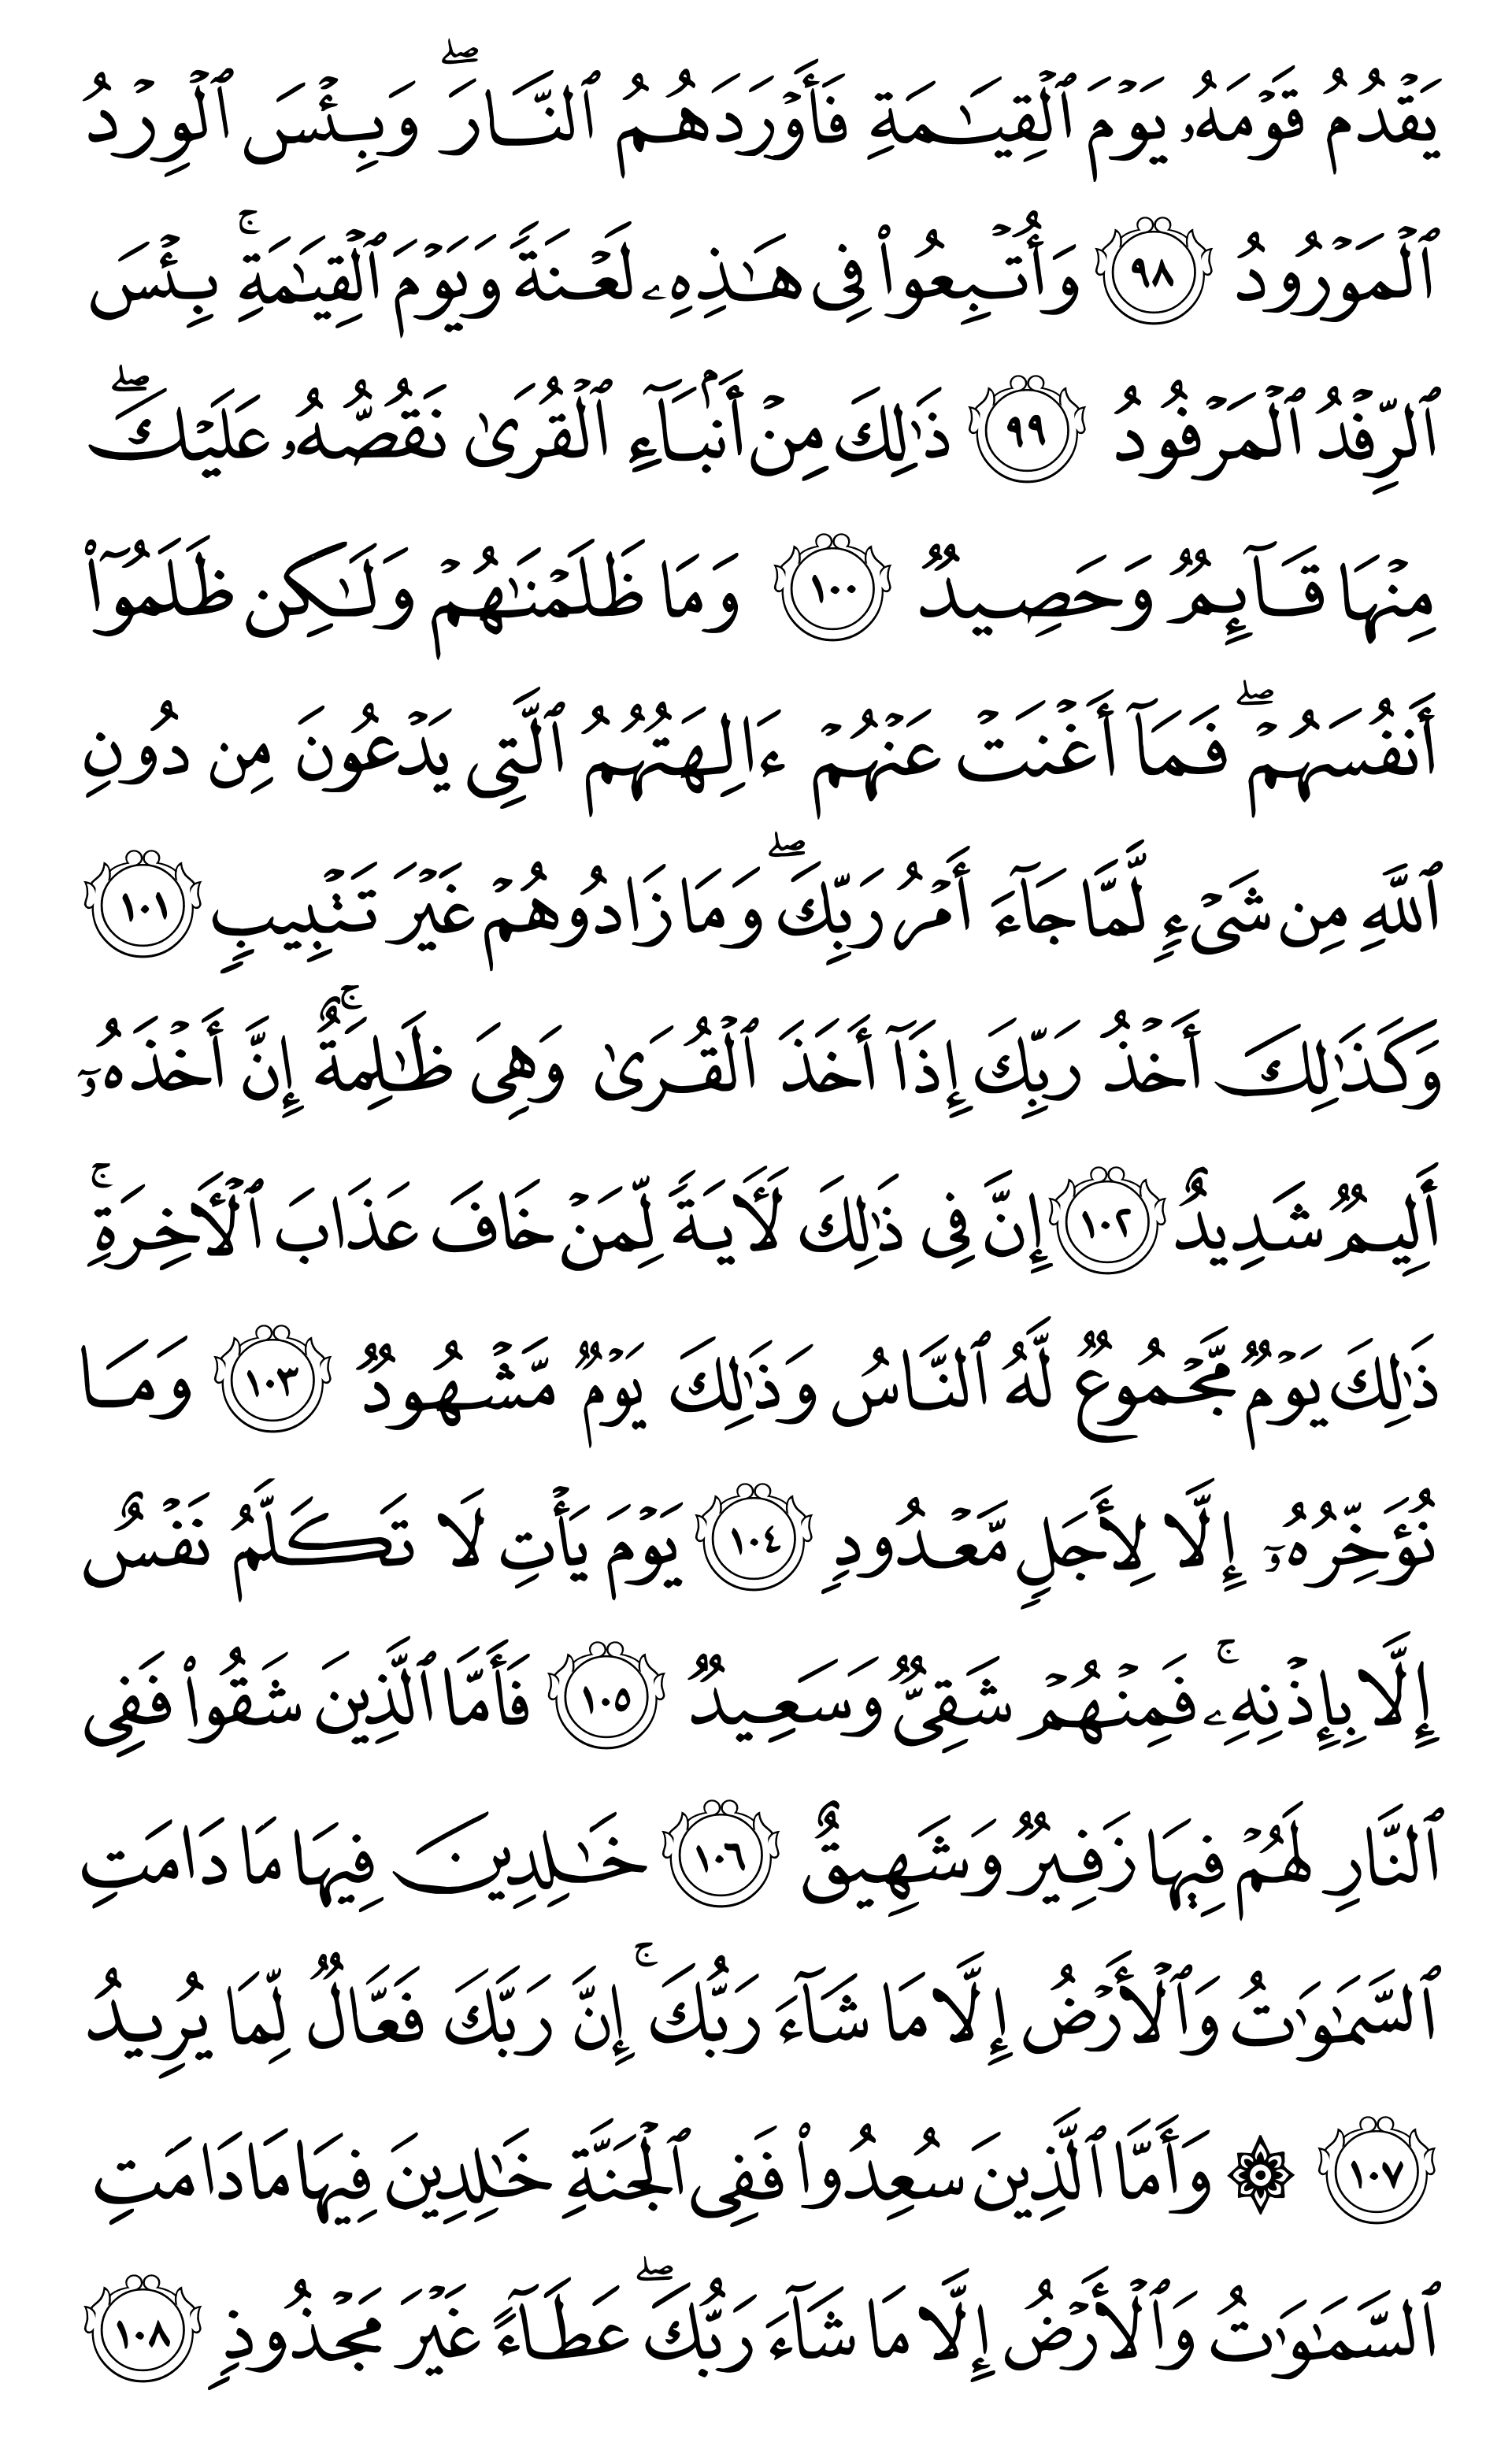 يَقۡدُمُ قَوۡمَهُۥ يَوۡمَ ٱلۡقِيَٰمَةِ فَأَوۡرَدَهُمُ ٱلنَّارَۖ وَبِئۡسَ ٱلۡوِرۡدُ
ٱلۡمَوۡرُودُ ٩٨ وَأُتۡبِعُواْ فِي هَٰذِهِۦ لَعۡنَةٗ وَيَوۡمَ ٱلۡقِيَٰمَةِۚ بِئۡسَ
ٱلرِّفۡدُ ٱلۡمَرۡفُودُ ٩٩ ذَٰلِكَ مِنۡ أَنۢبَآءِ ٱلۡقُرَىٰ نَقُصُّهُۥ عَلَيۡكَۖ
مِنۡهَا قَآئِمٞ وَحَصِيدٞ ١٠٠ وَمَا ظَلَمۡنَٰهُمۡ وَلَٰكِن ظَلَمُوٓاْ
أَنفُسَهُمۡۖ فَمَآ أَغۡنَتۡ عَنۡهُمۡ ءَالِهَتُهُمُ ٱلَّتِي يَدۡعُونَ مِن دُونِ
ٱللَّهِ مِن شَيۡءٖ لَّمَّا جَآءَ أَمۡرُ رَبِّكَۖ وَمَا زَادُوهُمۡ غَيۡرَ تَتۡبِيبٖ ١٠١
وَكَذَٰلِكَ أَخۡذُ رَبِّكَ إِذَآ أَخَذَ ٱلۡقُرَىٰ وَهِيَ ظَٰلِمَةٌۚ إِنَّ أَخۡذَهُۥٓ
أَلِيمٞ شَدِيدٌ ١٠٢ إِنَّ فِي ذَٰلِكَ لَأٓيَةٗ لِّمَنۡ خَافَ عَذَابَ ٱلۡأٓخِرَةِۚ
ذَٰلِكَ يَوۡمٞ مَّجۡمُوعٞ لَّهُ ٱلنَّاسُ وَذَٰلِكَ يَوۡمٞ مَّشۡهُودٞ ١٠٣ وَمَا
نُؤَخِّرُهُۥٓ إِلَّا لِأَجَلٖ مَّعۡدُودٖ ١٠٤ يَوۡمَ يَأۡتِ لَا تَكَلَّمُ نَفۡسٌ
إِلَّا بِإِذۡنِهِۦۚ فَمِنۡهُمۡ شَقِيّٞ وَسَعِيدٞ ١٠٥ فَأَمَّا ٱلَّذِينَ شَقُواْ فَفِي
ٱلنَّارِ لَهُمۡ فِيهَا زَفِيرٞ وَشَهِيقٌ ١٠٦ خَٰلِدِينَ فِيهَا مَا دَامَتِ
ٱلسَّمَٰوَٰتُ وَٱلۡأَرۡضُ إِلَّا مَا شَآءَ رَبُّكَۚ إِنَّ رَبَّكَ فَعَّالٞ لِّمَا يُرِيدُ
١٠٧ ۞ وَأَمَّا ٱلَّذِينَ سُعِدُواْ فَفِي ٱلۡجَنَّةِ خَٰلِدِينَ فِيهَا مَا دَامَتِ
ٱلسَّمَٰوَٰتُ وَٱلۡأَرۡضُ إِلَّا مَا شَآءَ رَبُّكَۖ عَطَآءً غَيۡرَ مَجۡذُوذٖ ١٠٨